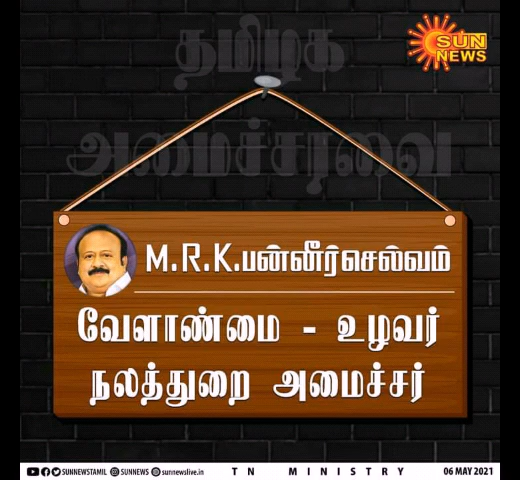 தமிழக
SUN
NEWS
அமைச்சரவை
M.R.K.பன்னீர்செல்வம்
வேளாண்மை - உழவர்
நலத்துறை அமைச்சர்
SUNNEWSTAMIL SUNNEWS sunnewslive.in TN MINISTRY 06 MAY 2021